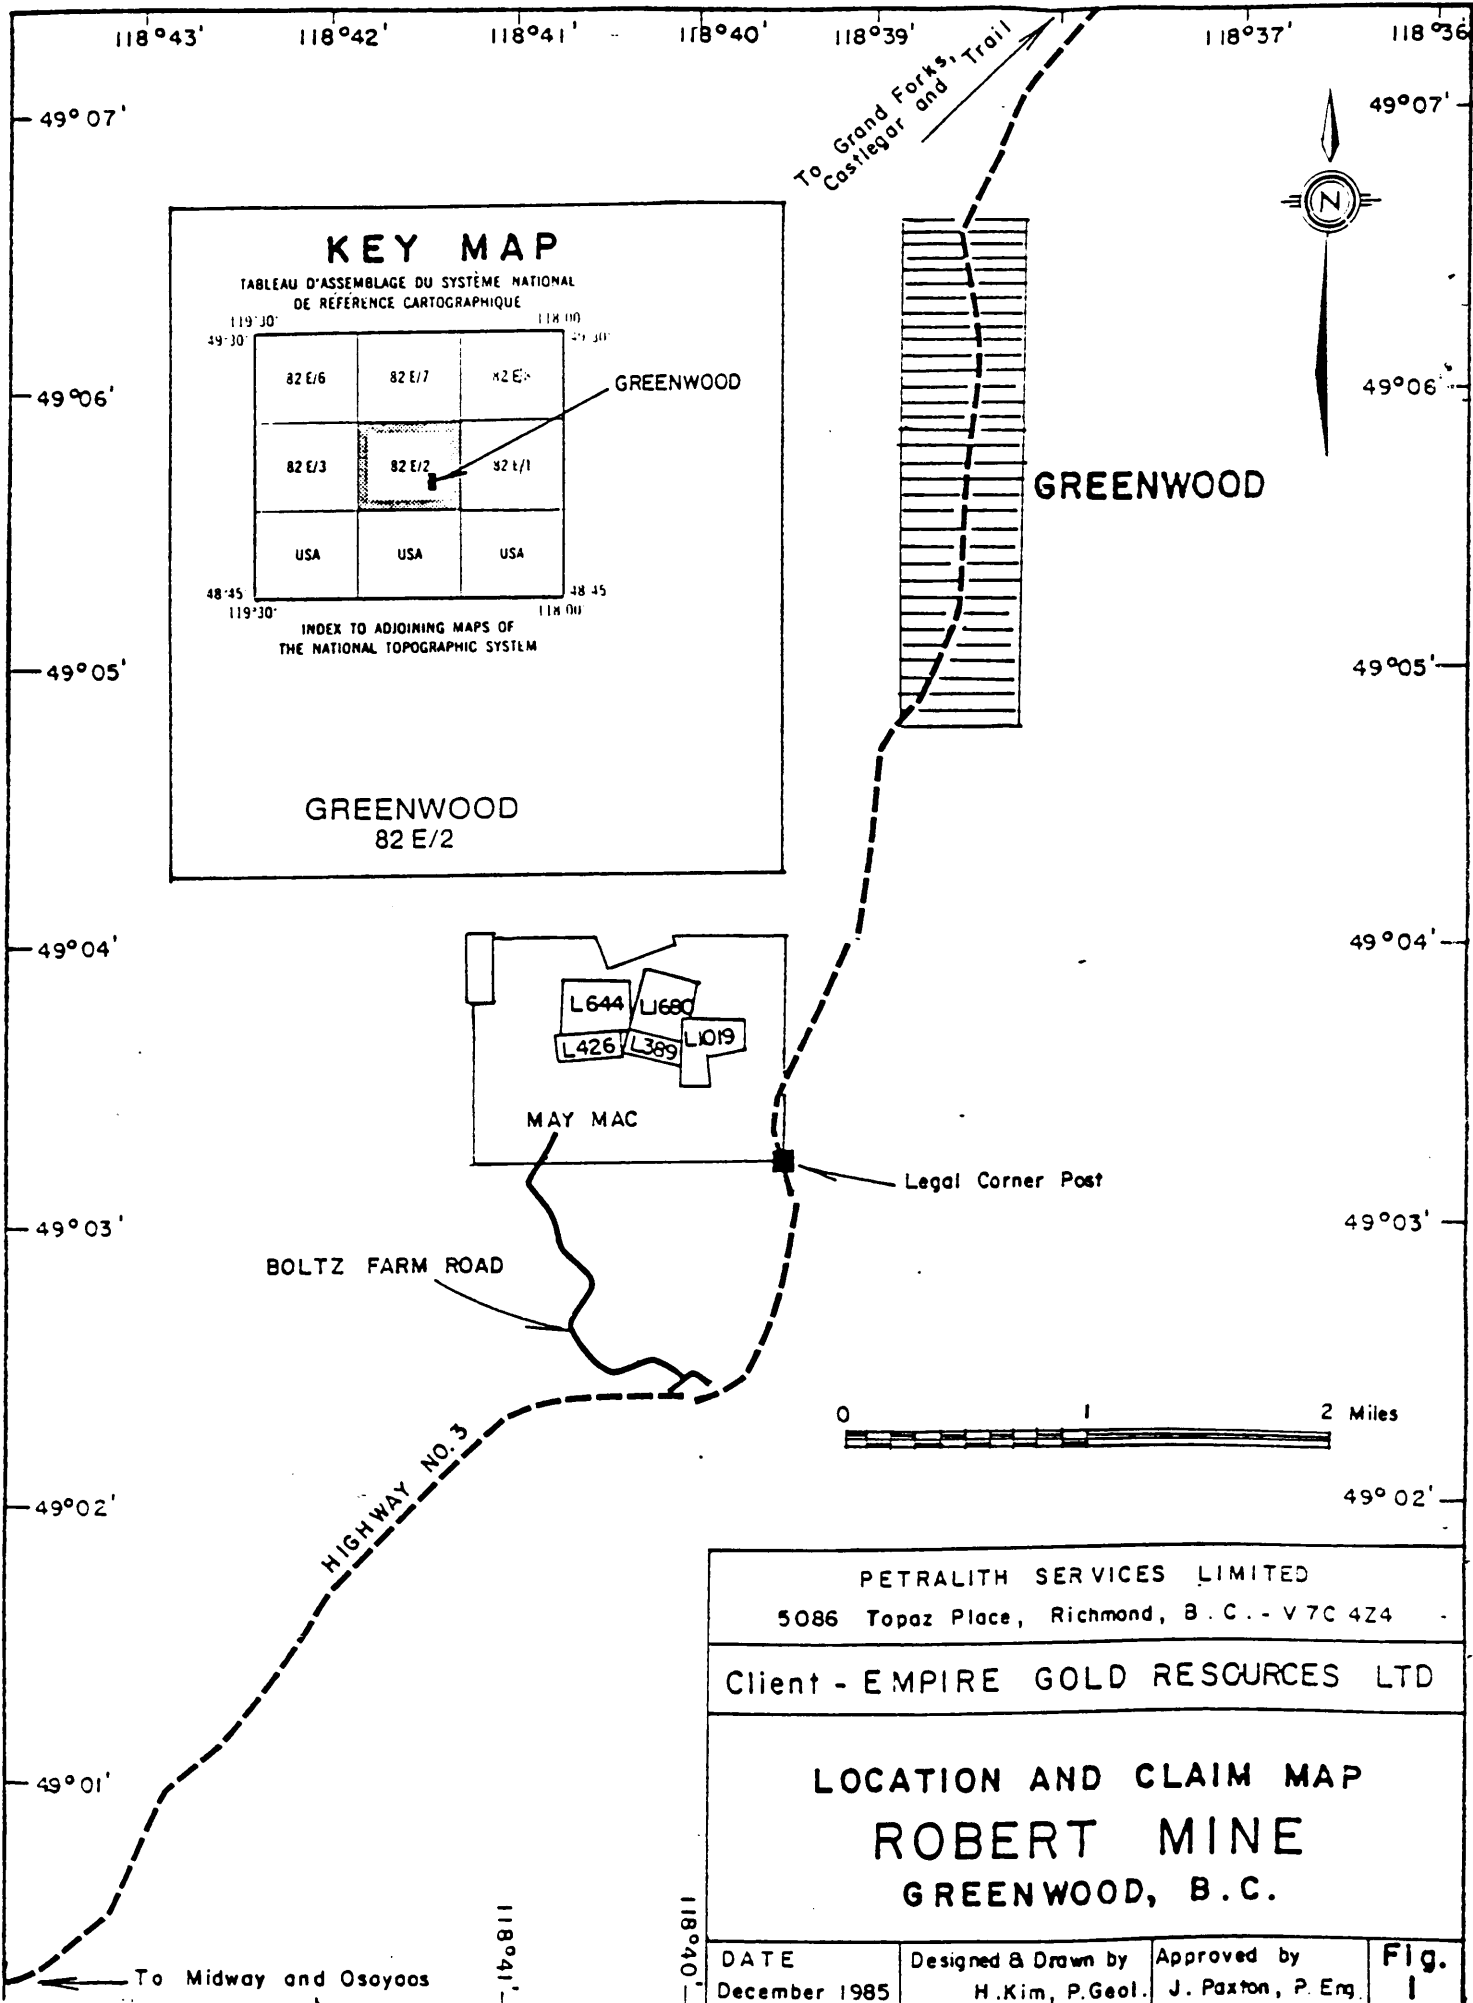 118°43' 118°42' 118°41' 118°40' 118°39' 118°37' 118°36'
To Grand Forks,
Castlegar and Trail
49°07' 49°07'
N
KEY MAP
TABLEAU D'ASSEMBLAGE DU SYSTÈME NATIONAL
DE RÉFÉRENCE CARTOGRAPHIQUE
119°30' 118 00
49·30' 49·30'
82 E/6 82 E/7
GREENWOOD
82 E/3 82 E/2 82 E/1
USA USA USA
48·45 48 45
119°30' 118 00
INDEX TO ADJOINING MAPS OF
THE NATIONAL TOPOGRAPHIC SYSTEM
GREENWOOD
82 E/2
49°06' 49°06'
GREENWOOD
49°05' 49°05'
49°04' 49°04'
L644 L1680
L426 L389 L1019
MAY MAC
Legal Corner Post
49°03' 49°03'
BOLTZ FARM ROAD
0 1 2 Miles
HIGHWAY NO. 3
49°02' 49°02'
49°01'
118°41' 118°40'
To Midway and Osoyoos
PETRALITH SERVICES LIMITED
5086 Topaz Place, Richmond, B.C. - V7C 4Z4
Client - EMPIRE GOLD RESOURCES LTD
LOCATION AND CLAIM MAP
ROBERT MINE
GREENWOOD, B.C.
DATE
December 1985
Designed & Drawn by
H. Kim, P.Geol.
Approved by
J. Paxton, P. Eng.
Fig.
1